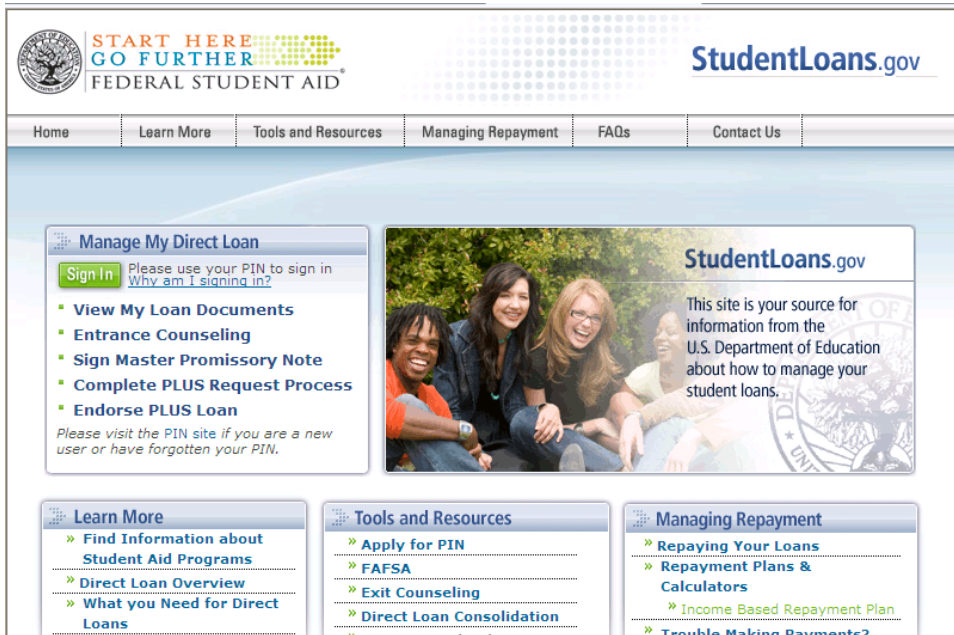 START HERE
GO FURTHER
FEDERAL STUDENT AID®
StudentLoans.gov
Home
Learn More
Tools and Resources
Managing Repayment
FAQs
Contact Us
Manage My Direct Loan
Sign In
Please use your PIN to sign in
Why am I signing in?
View My Loan Documents
Entrance Counseling
Sign Master Promissory Note
Complete PLUS Request Process
Endorse PLUS Loan
Please visit the PIN site if you are a new
user or have forgotten your PIN.
StudentLoans.gov
This site is your source for
information from the
U.S. Department of Education
about how to manage your
student loans.
Learn More
» Find Information about
Student Aid Programs
» Direct Loan Overview
» What you Need for Direct
Loans
Tools and Resources
» Apply for PIN
» FAFSA
» Exit Counseling
» Direct Loan Consolidation
Managing Repayment
» Repaying Your Loans
» Repayment Plans &
Calculators
» Income Based Repayment Plan
» Trouble Making Payments?